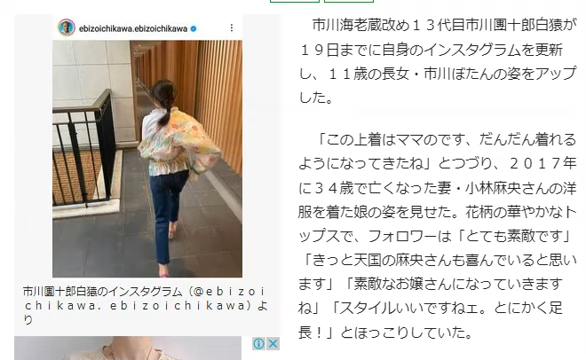 ebizoichikawa.ebizoichikawa
市川團十郎白猿のインスタグラム（＠ｅｂｉｚｏｉ
ｃｈｉｋａｗａ．ｅｂｉｚｏｉｃｈｉｋａｗａ）よ
り
市川海老蔵改め１３代目市川團十郎白猿が
１９日までに自身のインスタグラムを更新
し、１１歳の長女・市川ぼたんの姿をアップ
した。
「この上着はママのです、だんだん着れる
ようになってきたね」とつづり、２０１７年
に３４歳で亡くなった妻・小林麻央さんの洋
服を着た娘の姿を見せた。花柄の華やかなト
ップスで、フォロワーは「とても素敵です」
「きっと天国の麻央さんも喜んでいると思い
ます」「素敵なお嬢さんになっていきます
ね」「スタイルいいですねェ。とにかく足
長！」とほっこりしていた。